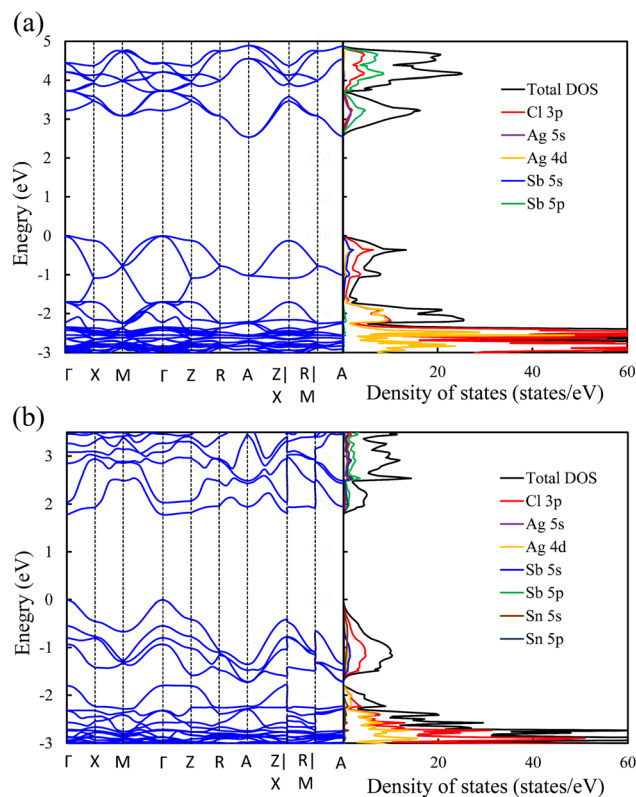 (a)
5
4
3
2
1
0
-1
-2
-3
Enegry (eV)
Total DOS
Cl 3p
Ag 5s
Ag 4d
Sb 5s
Sb 5p
Γ X M Γ Z R A Z| R| A
X M
0 20 40 60
Density of states (states/eV)
(b)
3
2
1
0
-1
-2
-3
Enegry (eV)
Total DOS
Cl 3p
Ag 5s
Ag 4d
Sb 5s
Sb 5p
Sn 5s
Sn 5p
Γ X M Γ Z R A Z| R| A
X M
0 20 40 60
Density of states (states/eV)